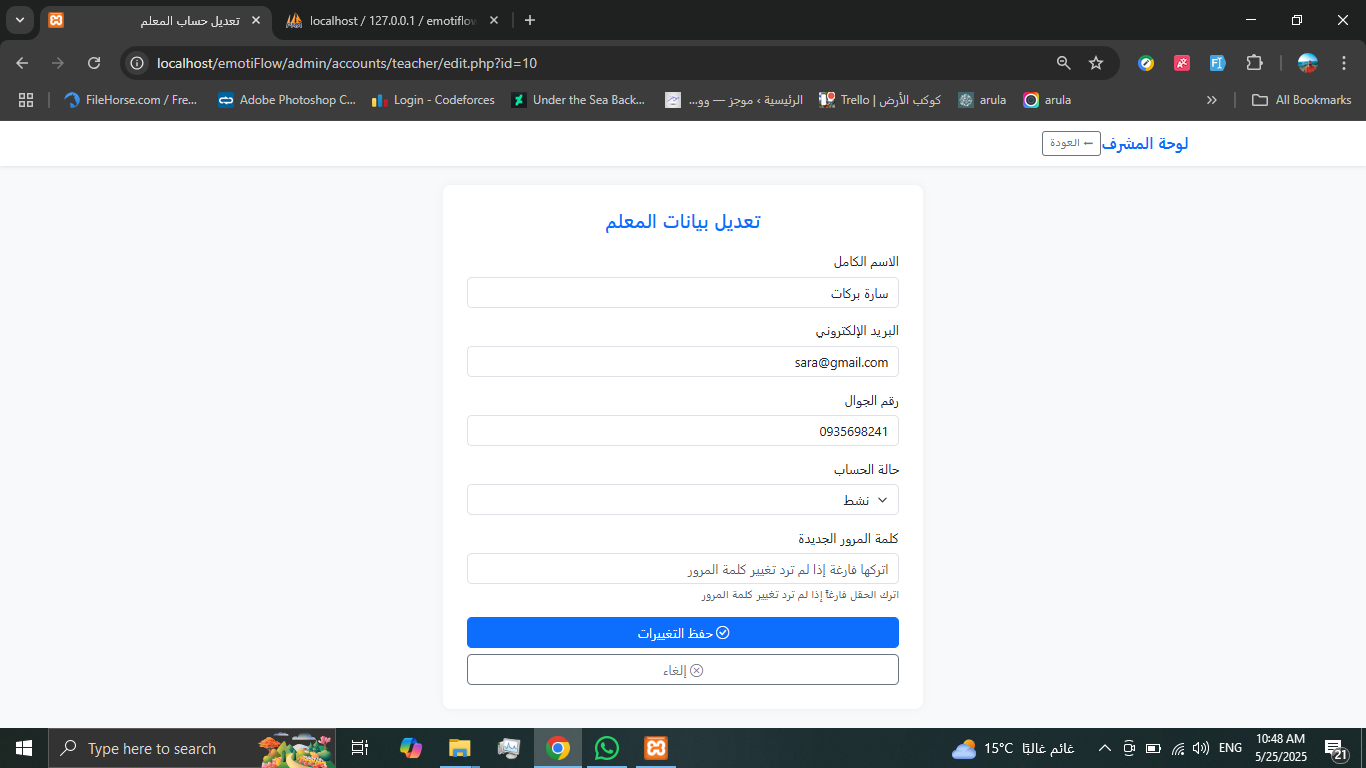 تعديل حساب المعلم
localhost / 127.0.0.1 / emotiflow
localhost/emotiFlow/admin/accounts/teacher/edit.php?id=10
FileHorse.com / Fre...
Adobe Photoshop C...
Login - Codeforces
Under the Sea Back...
الرئيسية › موجز — وو...
كوكب الأرض | Trello
arula
arula
All Bookmarks
لوحة المشرف
← العودة
تعديل بيانات المعلم
الاسم الكامل
سارة بركات
البريد الإلكتروني
sara@gmail.com
رقم الجوال
0935698241
حالة الحساب
نشط
كلمة المرور الجديدة
اتركها فارغة إذا لم ترد تغيير كلمة المرور
اترك الحقل فارغاً إذا لم ترد تغيير كلمة المرور
حفظ التغييرات
إلغاء
Type here to search
15°C غائم غالبًا
ENG
10:48 AM
5/25/2025
21